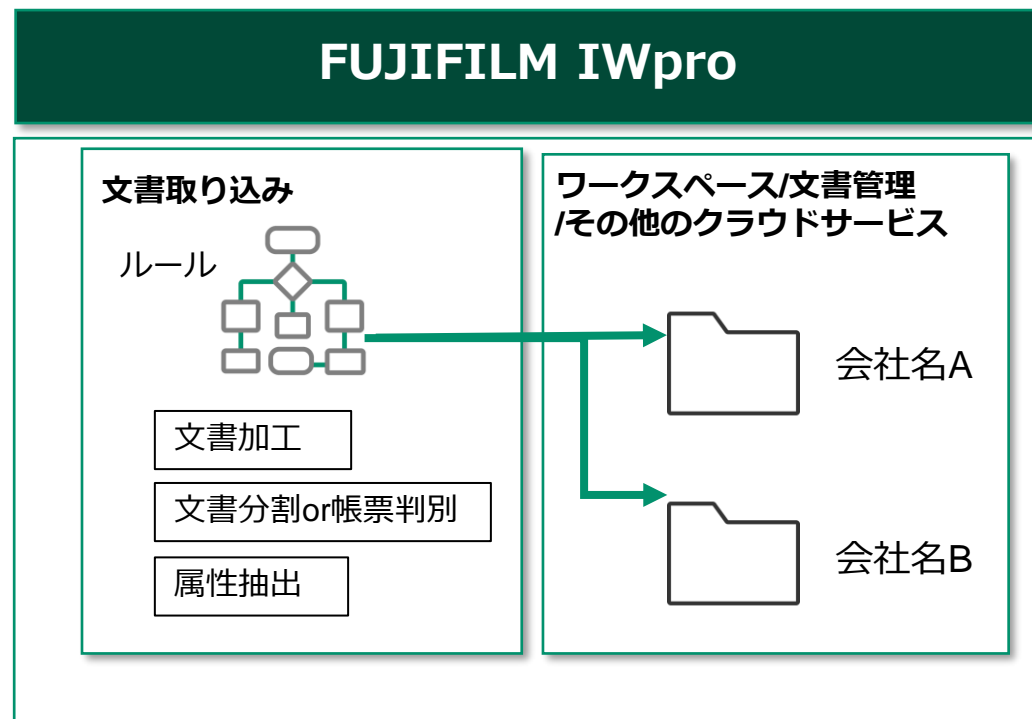 FUJIFILM IWpro
文書取り込み
ルール
文書加工
文書分割or帳票判別
属性抽出
ワークスペース/文書管理
/その他のクラウドサービス
会社名A
会社名B